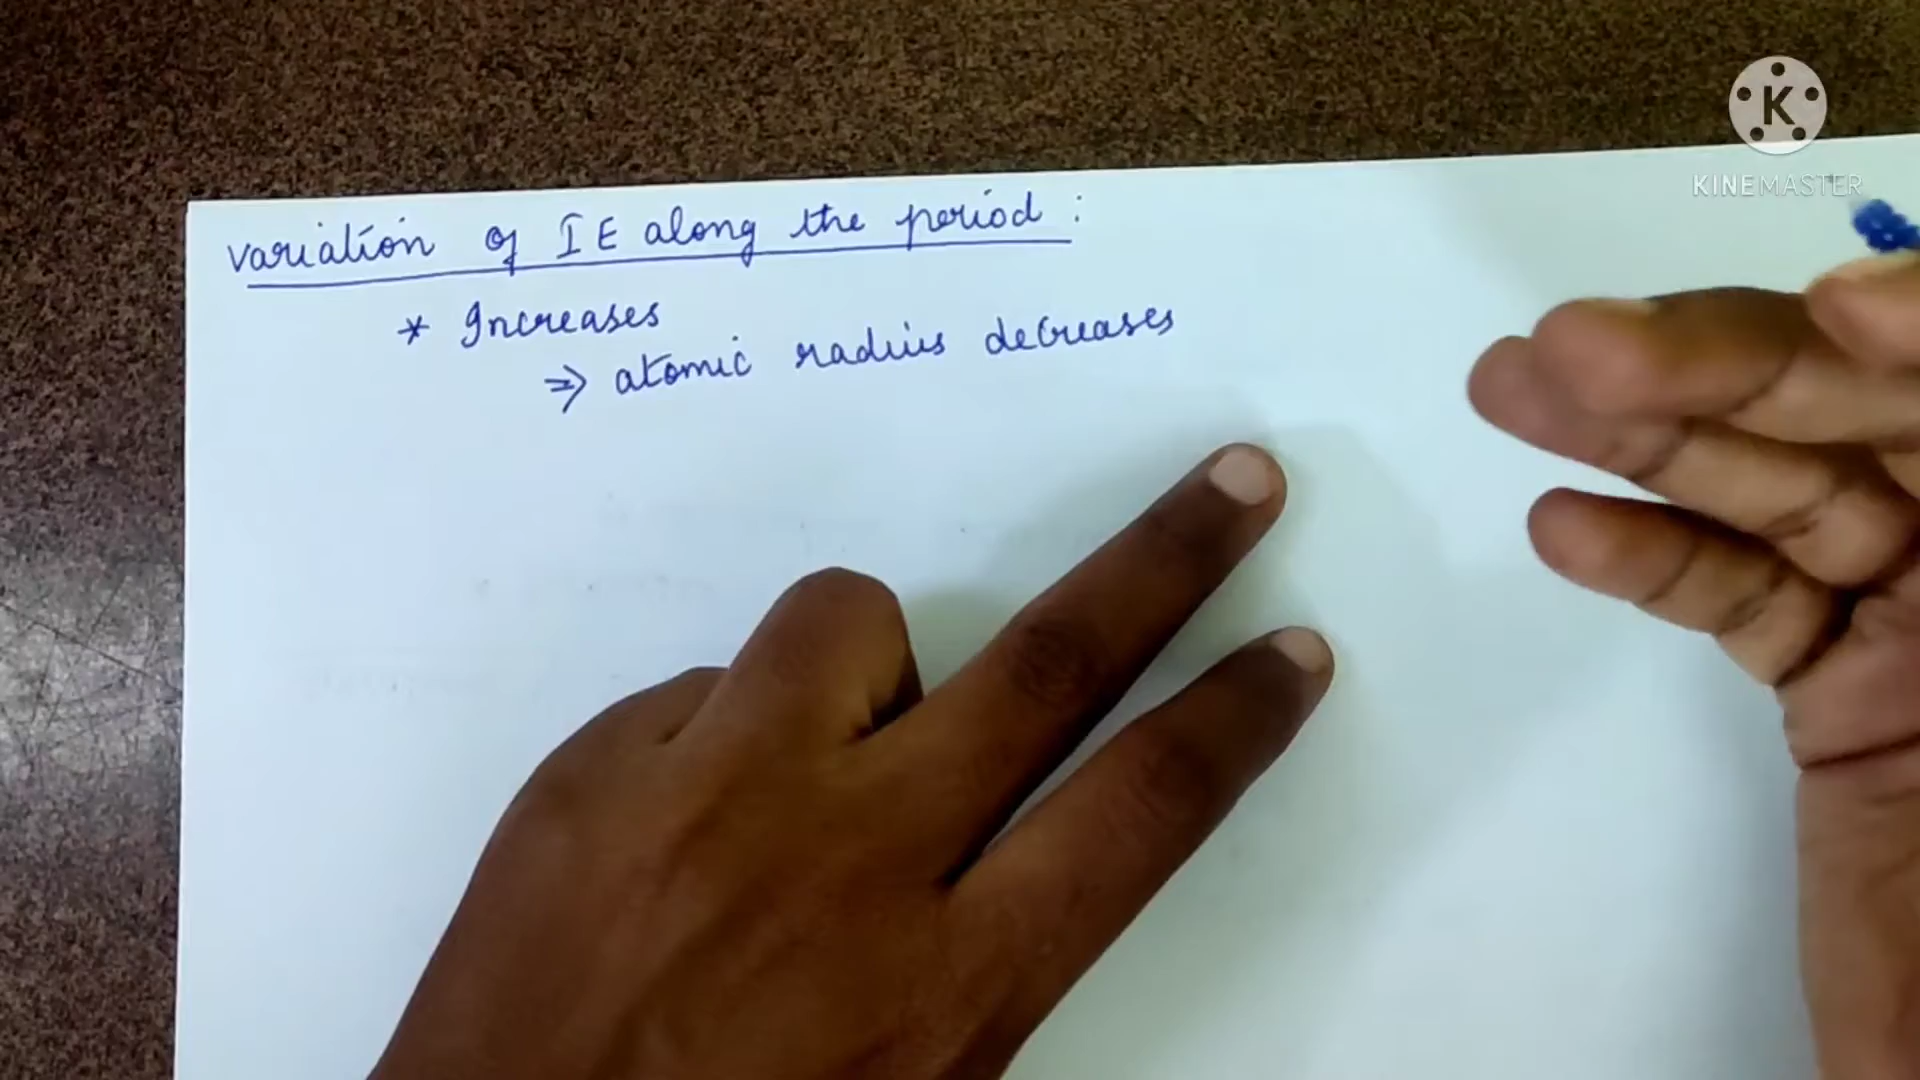 K
KINEMASTER
variation of IE along the period :
* Increases
⇒ atomic radius decreases